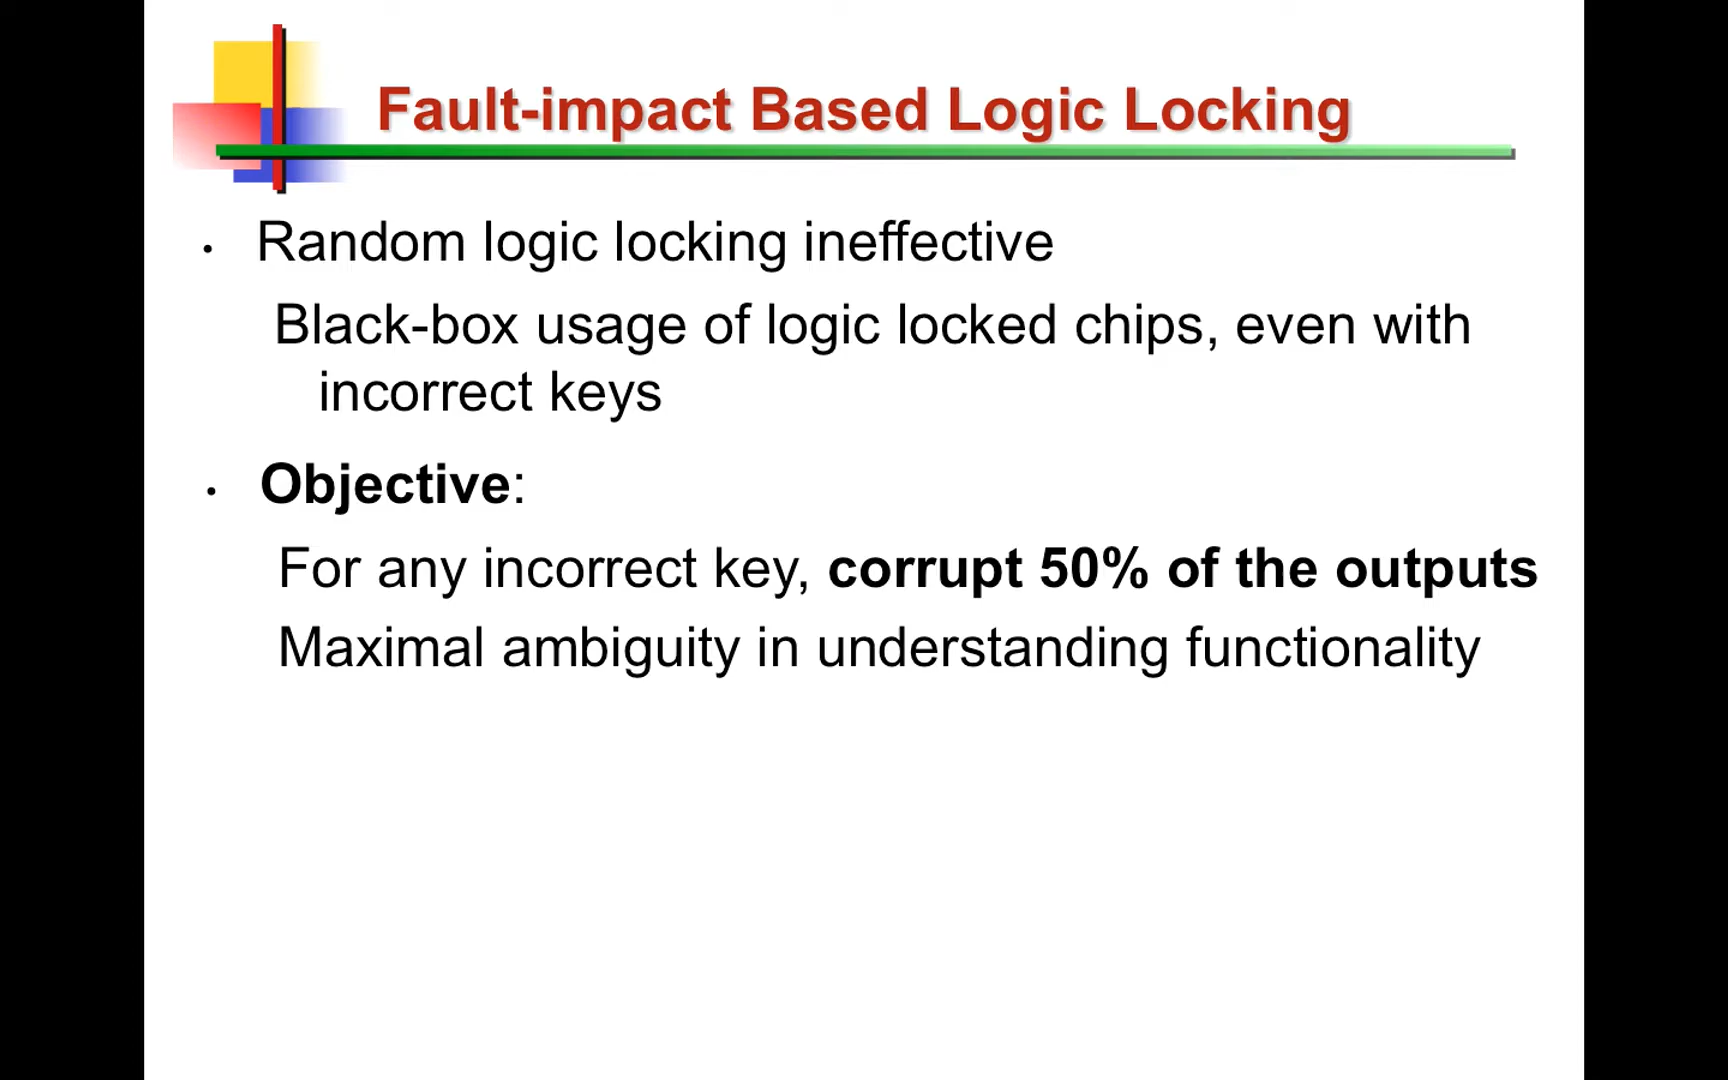 Fault-impact Based Logic Locking
• Random logic locking ineffective
Black-box usage of logic locked chips, even with
incorrect keys
• Objective:
For any incorrect key, corrupt 50% of the outputs
Maximal ambiguity in understanding functionality